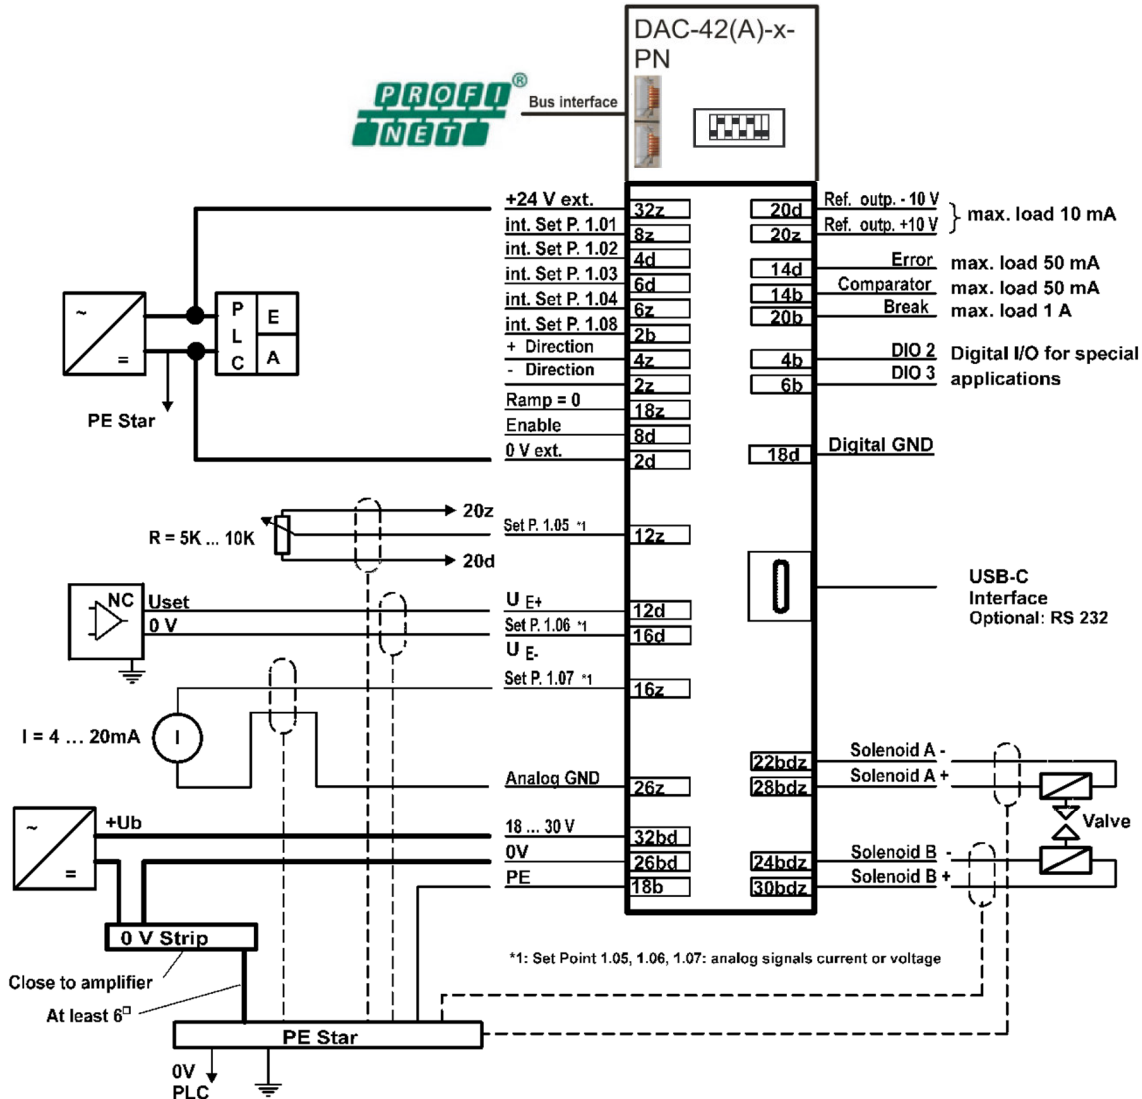 DAC-42(A)-x-
PN
PROFI®
NET
Bus interface
+24 V ext.
32z
int. Set P. 1.01
8z
int. Set P. 1.02
4d
int. Set P. 1.03
6d
int. Set P. 1.04
6z
int. Set P. 1.08
2b
+ Direction
4z
- Direction
2z
Ramp = 0
18z
Enable
8d
0 V ext.
2d
20d
Ref. outp. - 10 V
20z
Ref. outp. +10 V
max. load 10 mA
14d
Error
max. load 50 mA
14b
Comparator
max. load 50 mA
20b
Break
max. load 1 A
4b
DIO 2
6b
DIO 3
Digital I/O for special
applications
18d
Digital GND
~
=
P
L
C
E
A
PE Star
R = 5K ... 10K
20z
20d
Set P. 1.05 *1
12z
NC
Uset
0 V
U E+
12d
Set P. 1.06 *1
16d
U E-
Set P. 1.07 *1
16z
USB-C
Interface
Optional: RS 232
I = 4 ... 20mA
I
Analog GND
26z
22bdz
Solenoid A -
28bdz
Solenoid A +
Valve
24bdz
Solenoid B -
30bdz
Solenoid B +
~
=
+Ub
18 ... 30 V
32bd
0V
26bd
PE
18b
0 V Strip
Close to amplifier
At least 6□
*1: Set Point 1.05, 1.06, 1.07: analog signals current or voltage
PE Star
0V
PLC